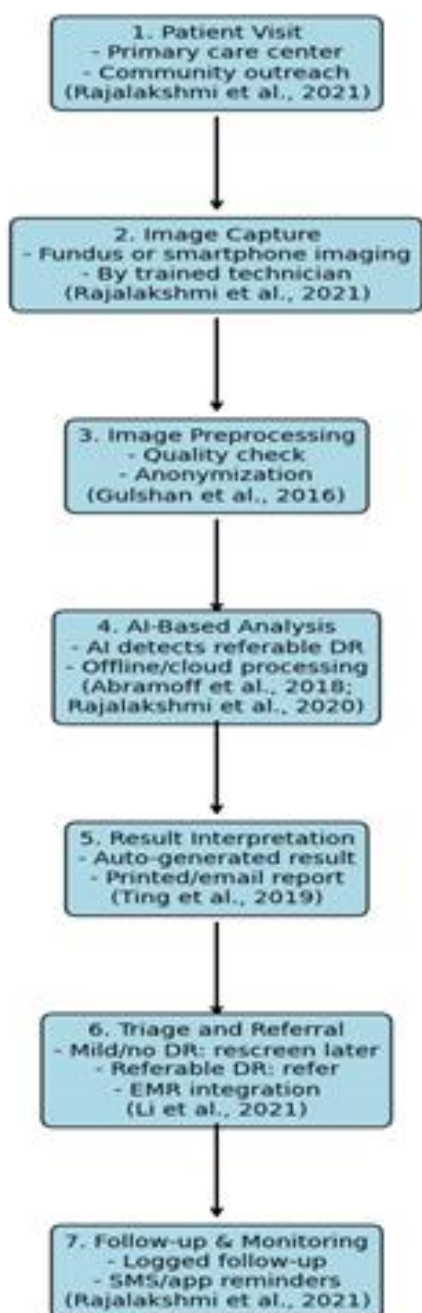 1. Patient Visit
- Primary care center
- Community outreach
(Rajalakshmi et al., 2021)
2. Image Capture
- Fundus or smartphone imaging
- By trained technician
(Rajalakshmi et al., 2021)
3. Image Preprocessing
- Quality check
- Anonymization
(Gulshan et al., 2016)
4. AI-Based Analysis
- AI detects referable DR
- Offline/cloud processing
(Abramoff et al., 2018;
Rajalakshmi et al., 2020)
5. Result Interpretation
- Auto-generated result
- Printed/email report
(Ting et al., 2019)
6. Triage and Referral
- Mild/no DR: rescreen later
- Referable DR: refer
- EMR integration
(Li et al., 2021)
7. Follow-up & Monitoring
- Logged follow-up
- SMS/app reminders
(Rajalakshmi et al., 2021)